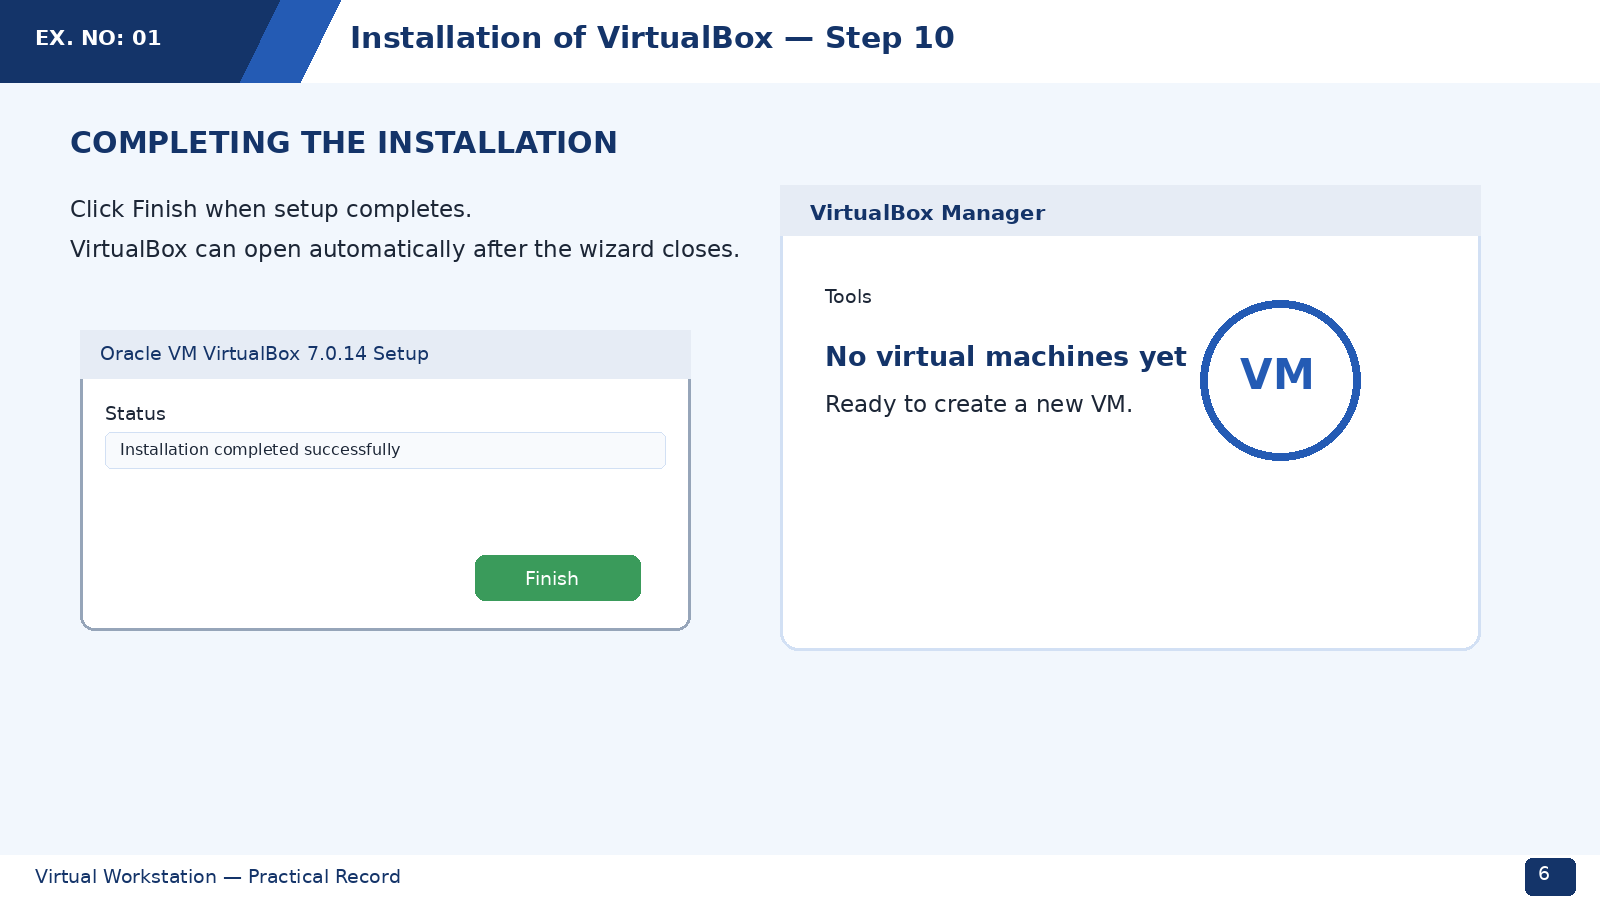 EX. NO: 01
Installation of VirtualBox — Step 10
COMPLETING THE INSTALLATION
Click Finish when setup completes.
VirtualBox can open automatically after the wizard closes.
Oracle VM VirtualBox 7.0.14 Setup
Status
Installation completed successfully
Finish
VirtualBox Manager
Tools
No virtual machines yet
Ready to create a new VM.
VM
Virtual Workstation — Practical Record
6